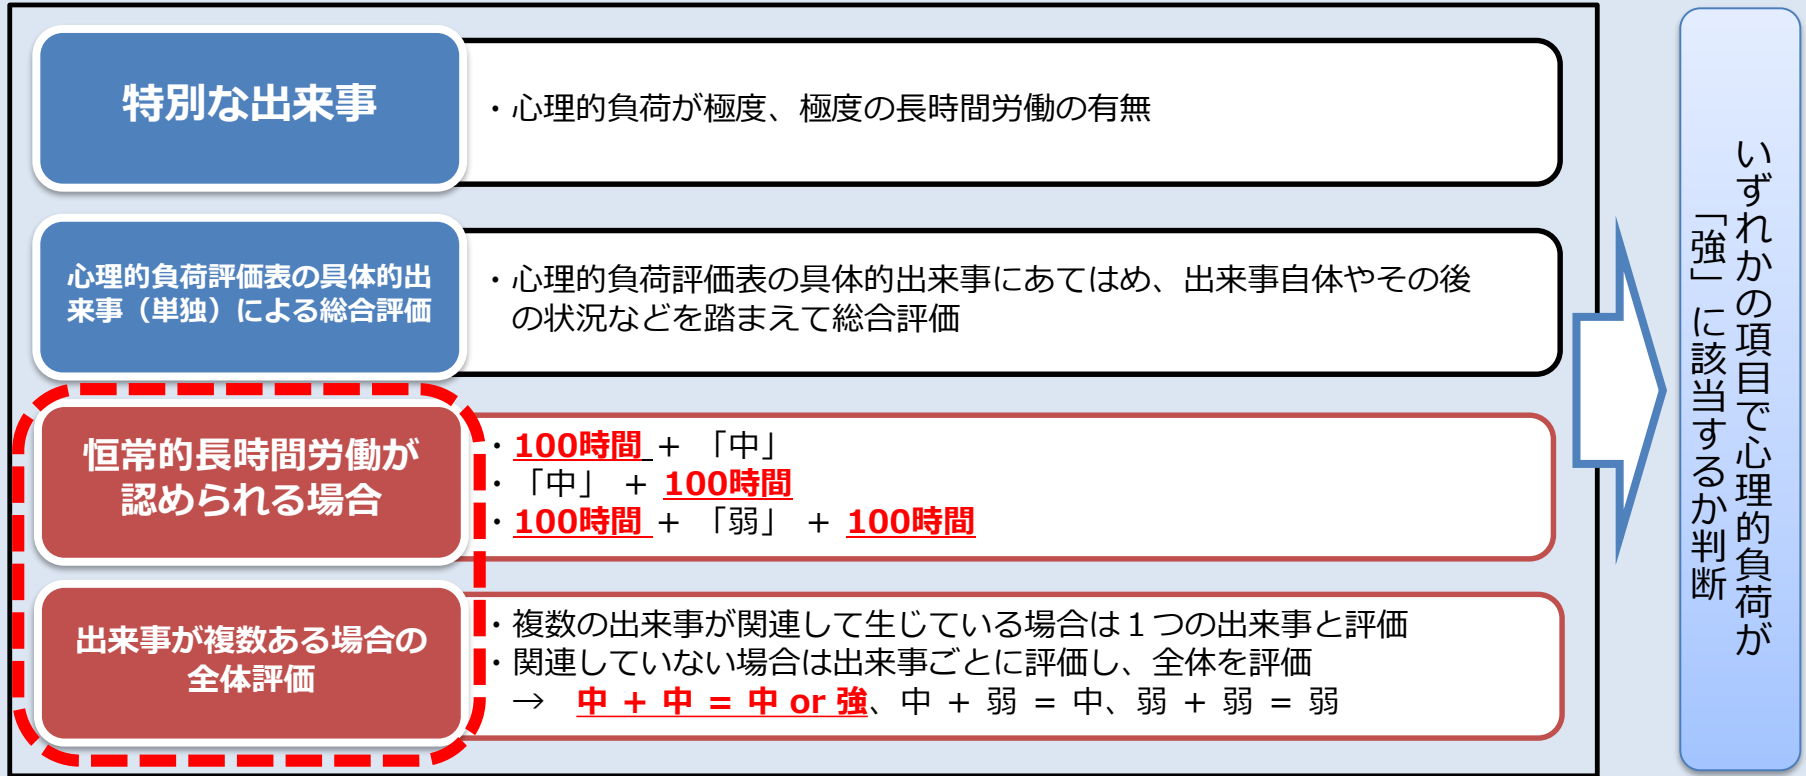 特別な出来事
・心理的負荷が極度、極度の長時間労働の有無
心理的負荷評価表の具体的出
来事（単独）による総合評価
・心理的負荷評価表の具体的出来事にあてはめ、出来事自体やその後
の状況などを踏まえて総合評価
恒常的長時間労働が
認められる場合
・100時間 + 「中」
・「中」 + 100時間
・100時間 + 「弱」 + 100時間
出来事が複数ある場合の
全体評価
・複数の出来事が関連して生じている場合は１つの出来事と評価
・関連していない場合は出来事ごとに評価し、全体を評価
→ 中 + 中 = 中 or 強、中 + 弱 = 中、弱 + 弱 = 弱
いずれかの項目で心理的負荷が
「強」に該当するか判断